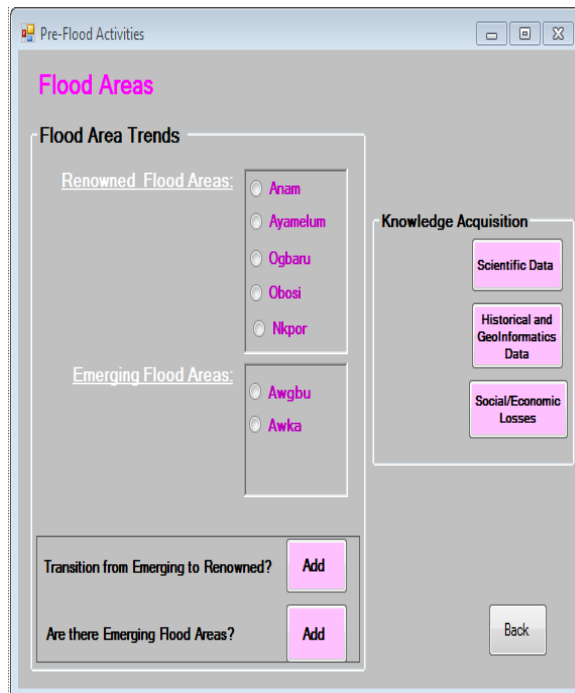 Pre-Flood Activities
Flood Areas
Flood Area Trends
Renowned Flood Areas:
Anam
Ayamelum
Ogbaru
Obosi
Nkpor
Emerging Flood Areas:
Awgbu
Awka
Transition from Emerging to Renowned?
Add
Are there Emerging Flood Areas?
Add
Knowledge Acquisition
Scientific Data
Historical and
GeoInformatics
Data
Social/Economic
Losses
Back